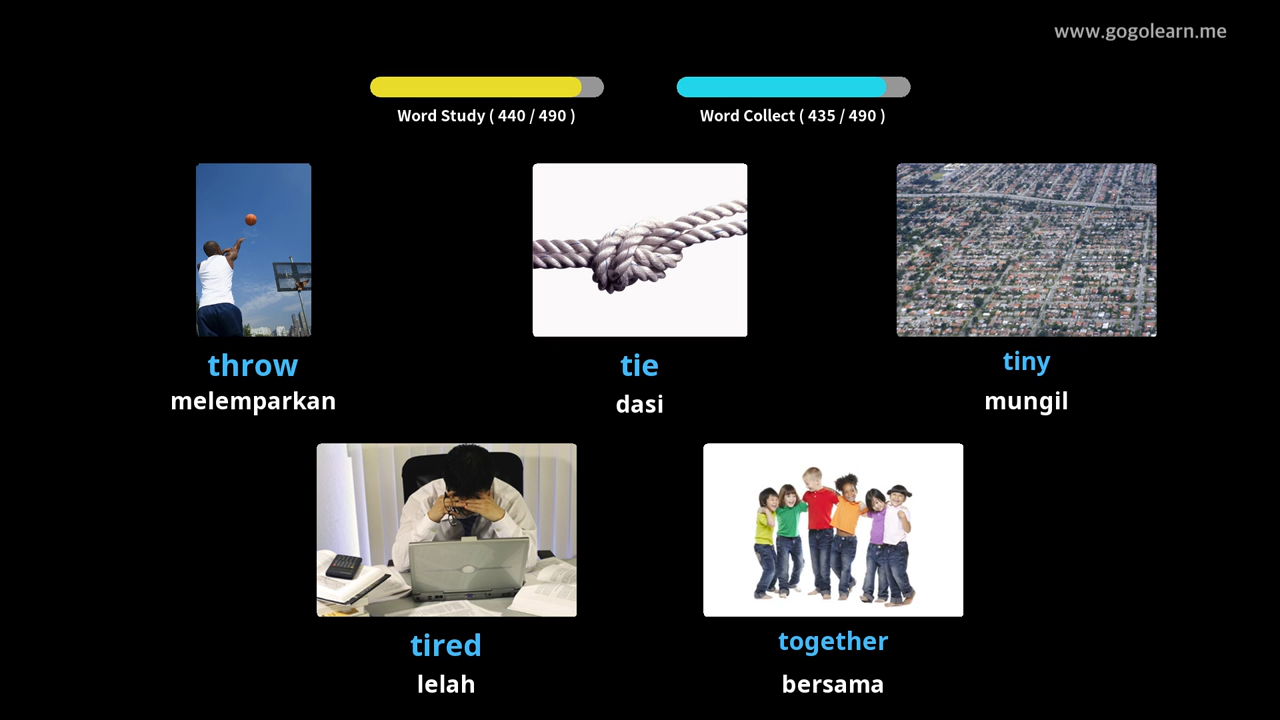 www.gogolearn.me
Word Study ( 440 / 490 )
Word Collect ( 435 / 490 )
throw
melemparkan
tie
dasi
tiny
mungil
tired
lelah
together
bersama